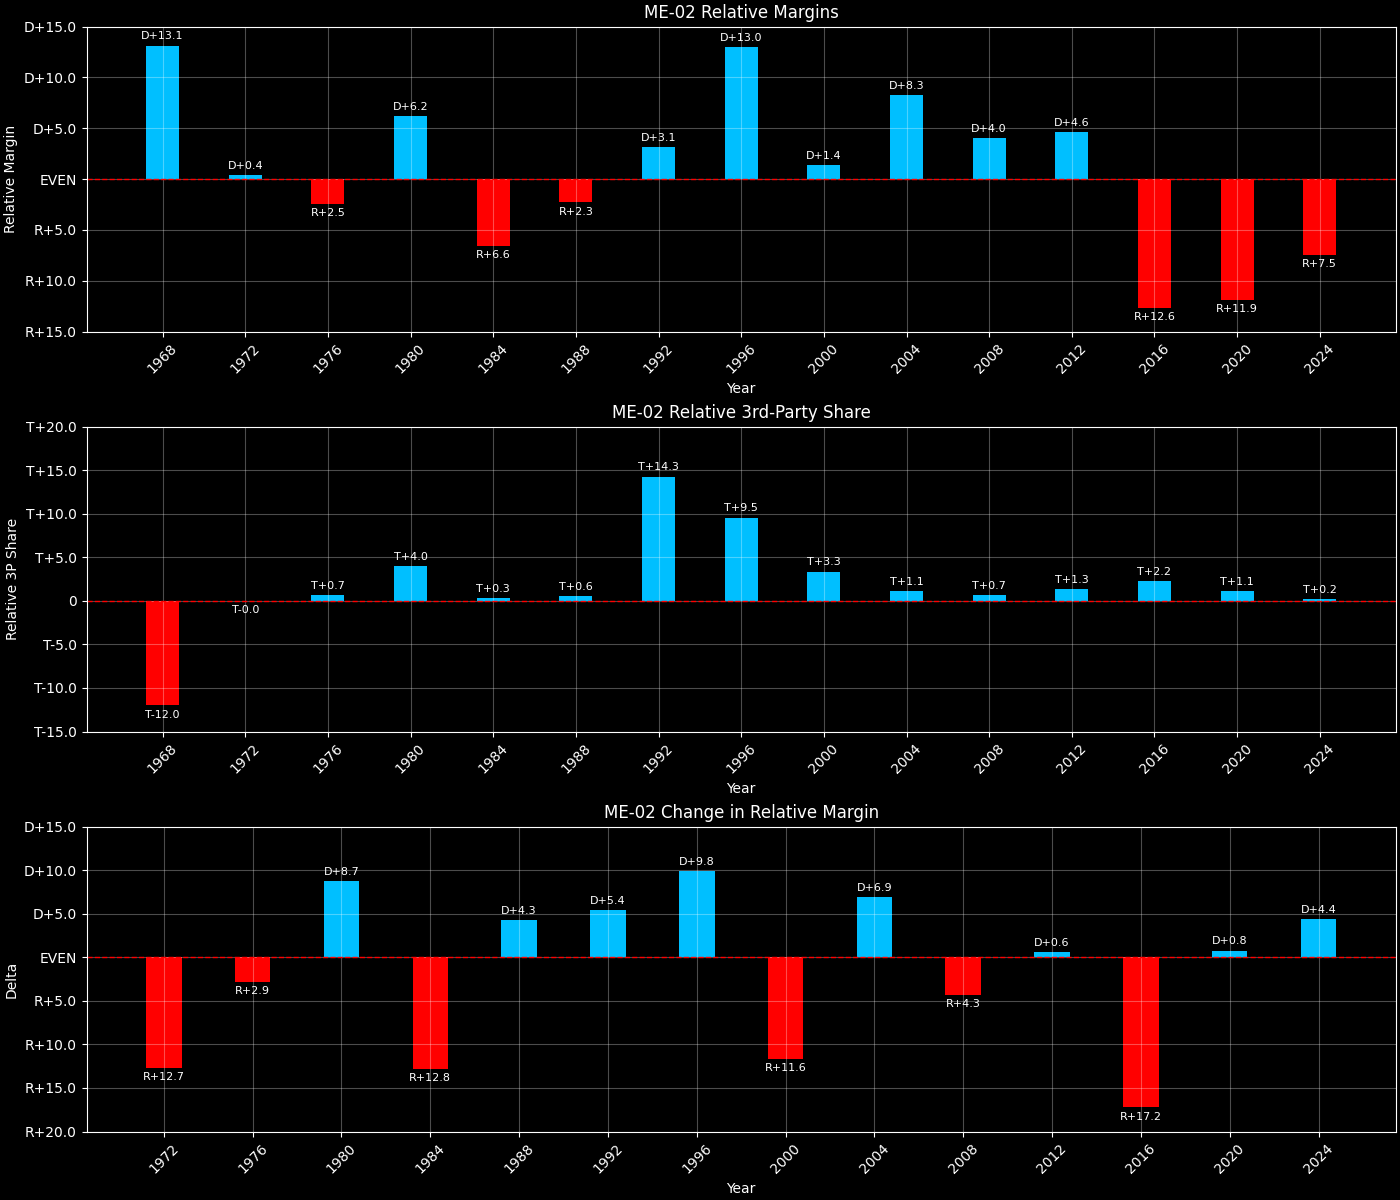 ME-02 Relative Margins
Relative Margin
D+15.0
D+10.0
D+5.0
EVEN
R+5.0
R+10.0
R+15.0
D+13.1
D+0.4
R+2.5
D+6.2
R+6.6
R+2.3
D+3.1
D+13.0
D+1.4
D+8.3
D+4.0
D+4.6
R+12.6
R+11.9
R+7.5
1968
1972
1976
1980
1984
1988
1992
1996
2000
2004
2008
2012
2016
2020
2024
Year
ME-02 Relative 3rd-Party Share
Relative 3P Share
T+20.0
T+15.0
T+10.0
T+5.0
0
T-5.0
T-10.0
T-15.0
T-12.0
T-0.0
T+0.7
T+4.0
T+0.3
T+0.6
T+14.3
T+9.5
T+3.3
T+1.1
T+0.7
T+1.3
T+2.2
T+1.1
T+0.2
1968
1972
1976
1980
1984
1988
1992
1996
2000
2004
2008
2012
2016
2020
2024
Year
ME-02 Change in Relative Margin
Delta
D+15.0
D+10.0
D+5.0
EVEN
R+5.0
R+10.0
R+15.0
R+20.0
R+12.7
R+2.9
D+8.7
R+12.8
D+4.3
D+5.4
D+9.8
R+11.6
D+6.9
R+4.3
D+0.6
R+17.2
D+0.8
D+4.4
1972
1976
1980
1984
1988
1992
1996
2000
2004
2008
2012
2016
2020
2024
Year